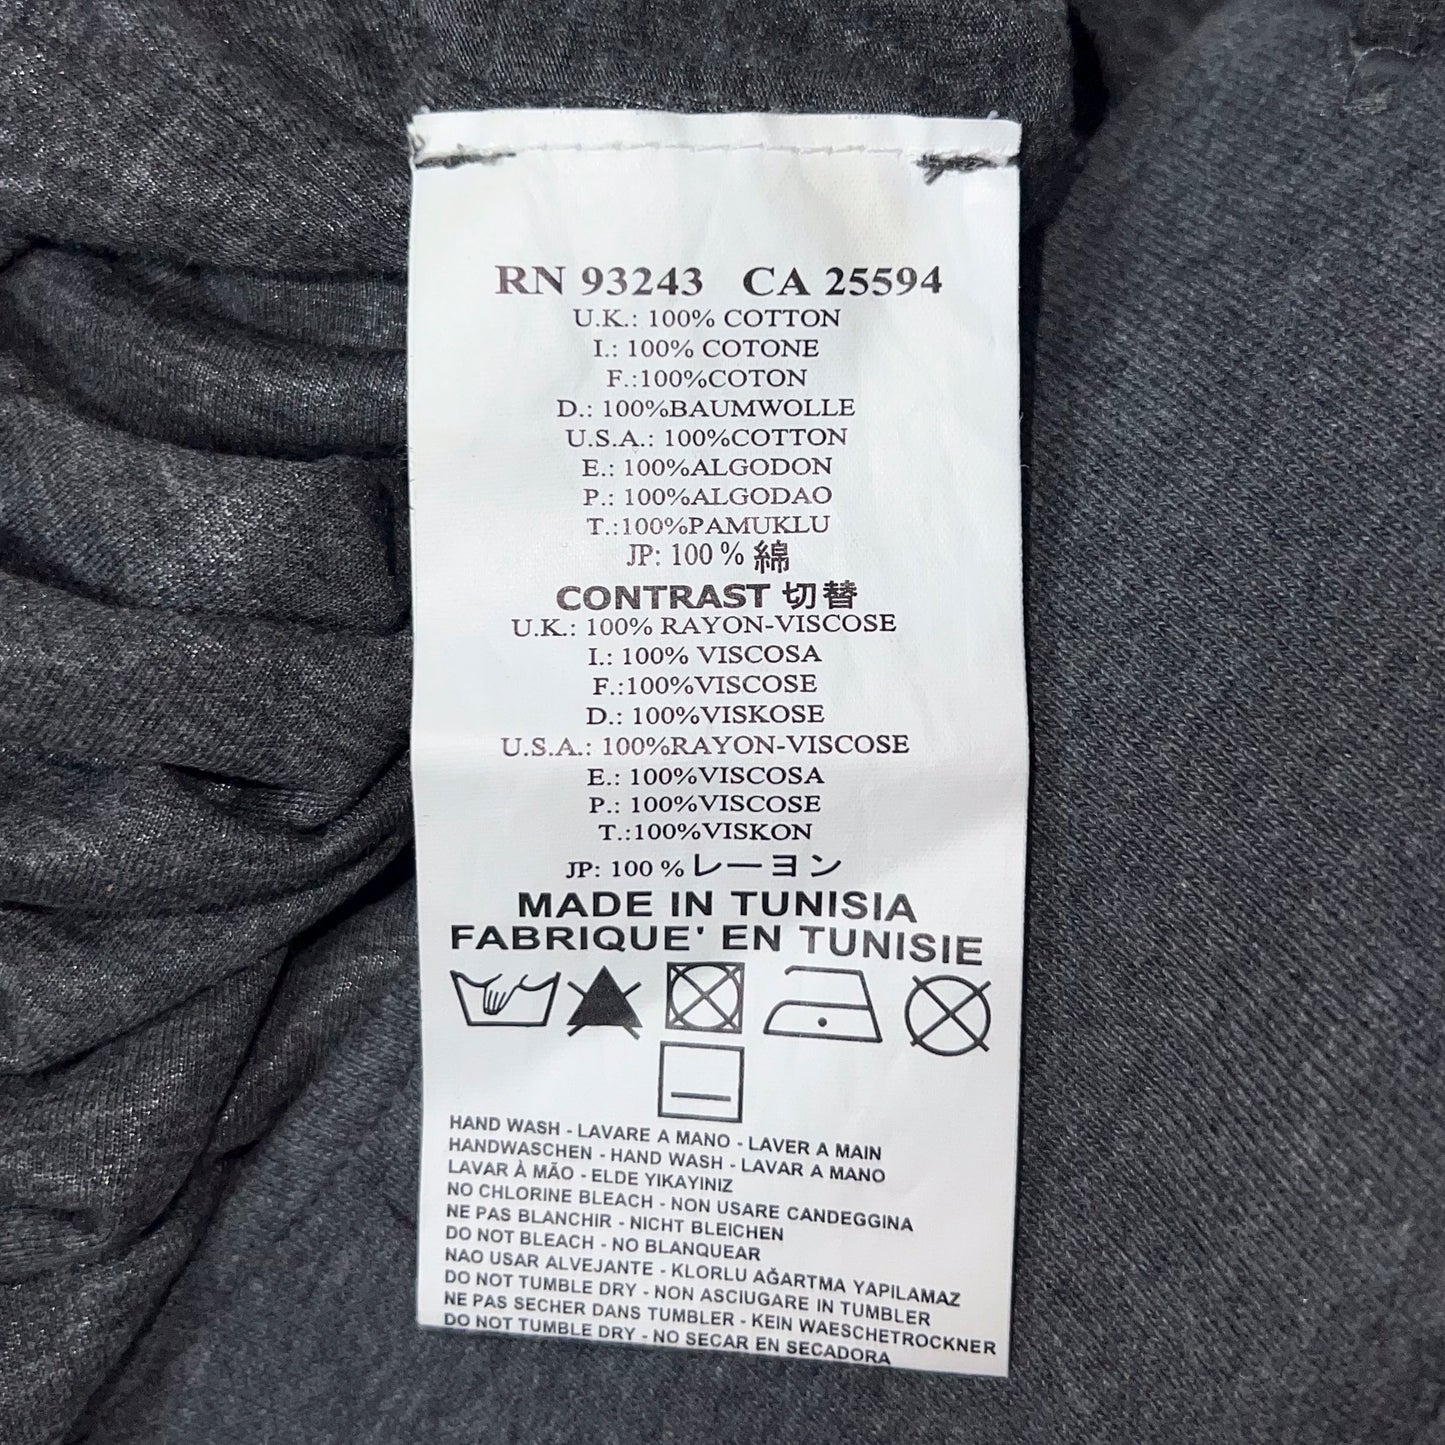 RN 93243 CA 25594
U.K.: 100% COTTON
I.: 100% COTONE
F.:100%COTON
D.: 100%BAUMWOLLE
U.S.A.: 100%COTTON
E.: 100%ALGODON
P.: 100%ALGODAO
T.:100%PAMUKLU
JP: 100 % 綿
CONTRAST 切替
U.K.: 100% RAYON-VISCOSE
I.: 100% VISCOSA
F.:100%VISCOSE
D.: 100%VISKOSE
U.S.A.: 100%RAYON-VISCOSE
E.: 100%VISCOSA
P.: 100%VISCOSE
T.:100%VISKON
JP: 100 % レーヨン
MADE IN TUNISIA
FABRIQUE' EN TUNISIE
HAND WASH - LAVARE A MANO - LAVER A MAIN
HANDWASCHEN - HAND WASH - LAVAR A MANO
LAVAR À MÃO - ELDE YIKAYINIZ
NO CHLORINE BLEACH - NON USARE CANDEGGINA
NE PAS BLANCHIR - NICHT BLEICHEN
DO NOT BLEACH - NO BLANQUEAR
NAO USAR ALVEJANTE - KLORLU AĞARTMA YAPILAMAZ
DO NOT TUMBLE DRY - NON ASCIUGARE IN TUMBLER
NE PAS SECHER DANS TUMBLER - KEIN WAESCHETROCKNER
DO NOT TUMBLE DRY - NO SECAR EN SECADORA